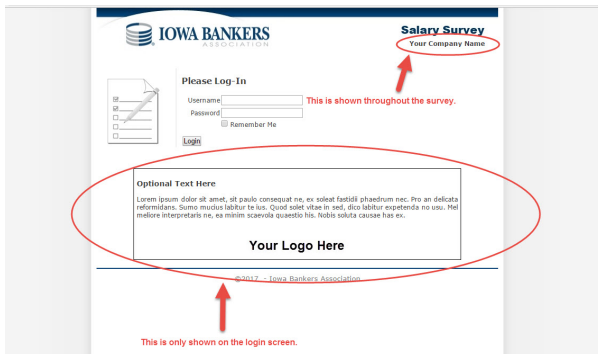 IOWA BANKERS
ASSOCIATION
Salary Survey
Your Company Name
Please Log-In
Username
This is shown throughout the survey.
Password
Remember Me
Login
Optional Text Here
Lorem ipsum dolor sit amet, sit paulo consequat ne, ex soleat fastidii phaedrum nec. Pro an delicata
reformidans. Sumo mucius labitur te ius. Quod solet vitae in sed, dico labitur expetenda no usu. Mel
meliore interpretaris ne, ea minim scaevola quaestio his. Nobis soluta causae has ex.
Your Logo Here
©2017 - Iowa Bankers Association
This is only shown on the login screen.